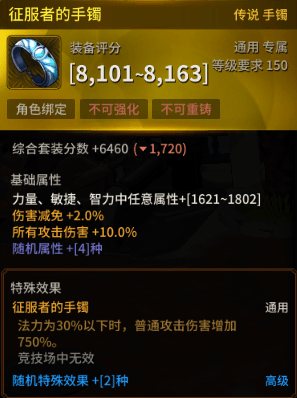 征服者的手镯 传说 手镯
装备评分 通用 专属
[8,101~8,163] 等级要求 150
角色绑定 不可强化 不可重铸
综合套装分数 +6460 (▼1,720)
基础属性
力量、敏捷、智力中任意属性+[1621~1802]
伤害减免 +2.0%
所有攻击伤害 +10.0%
随机属性 +[4]种
特殊效果
征服者的手镯 通用
法力为30%以下时，普通攻击伤害增加
750%。
竞技场中无效
随机特殊效果 +[2]种 高级